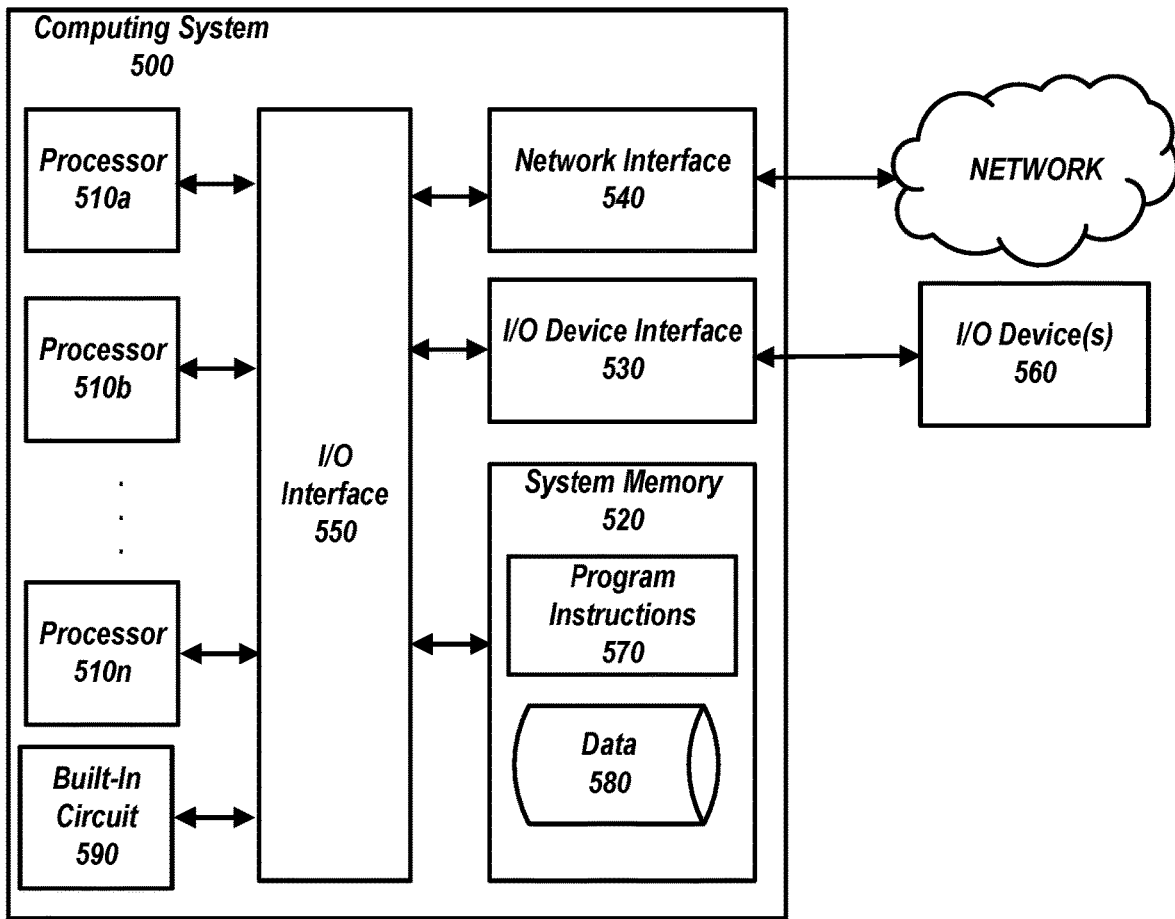 Computing System
500
Processor
510a
Processor
510b
.
.
.
Processor
510n
Built-In
Circuit
590
I/O
Interface
550
Network Interface
540
I/O Device Interface
530
System Memory
520
Program
Instructions
570
Data
580
NETWORK
I/O Device(s)
560